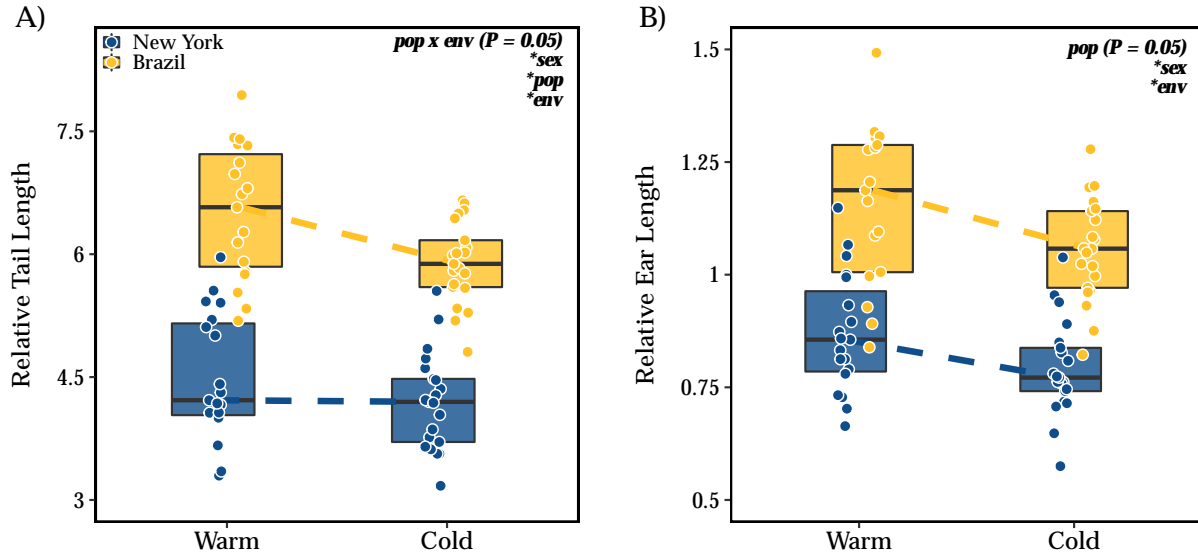 A)
New York
Brazil
pop x env (P = 0.05)
*sex
*pop
*env
Relative Tail Length
7.5
6
4.5
3
Warm
Cold
B)
pop (P = 0.05)
*sex
*env
Relative Ear Length
1.5
1.25
1
0.75
0.5
Warm
Cold